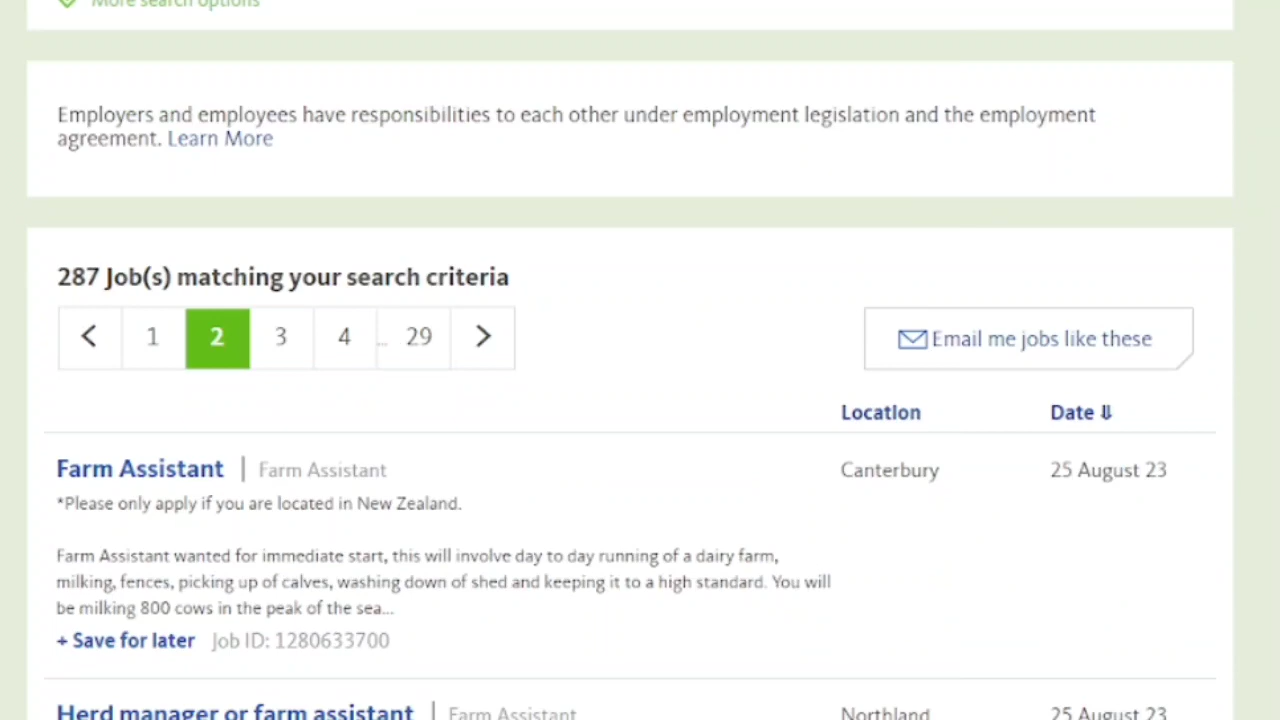 More search options
Employers and employees have responsibilities to each other under employment legislation and the employment
agreement. Learn More
287 Job(s) matching your search criteria
< 1 2 3 4 ... 29 >
Email me jobs like these
Location Date ⇓
Farm Assistant | Farm Assistant Canterbury 25 August 23
*Please only apply if you are located in New Zealand.
Farm Assistant wanted for immediate start, this will involve day to day running of a dairy farm,
milking, fences, picking up of calves, washing down of shed and keeping it to a high standard. You will
be milking 800 cows in the peak of the sea...
+ Save for later Job ID: 1280633700
Herd manager or farm assistant | Farm Assistant Northland 25 August 23